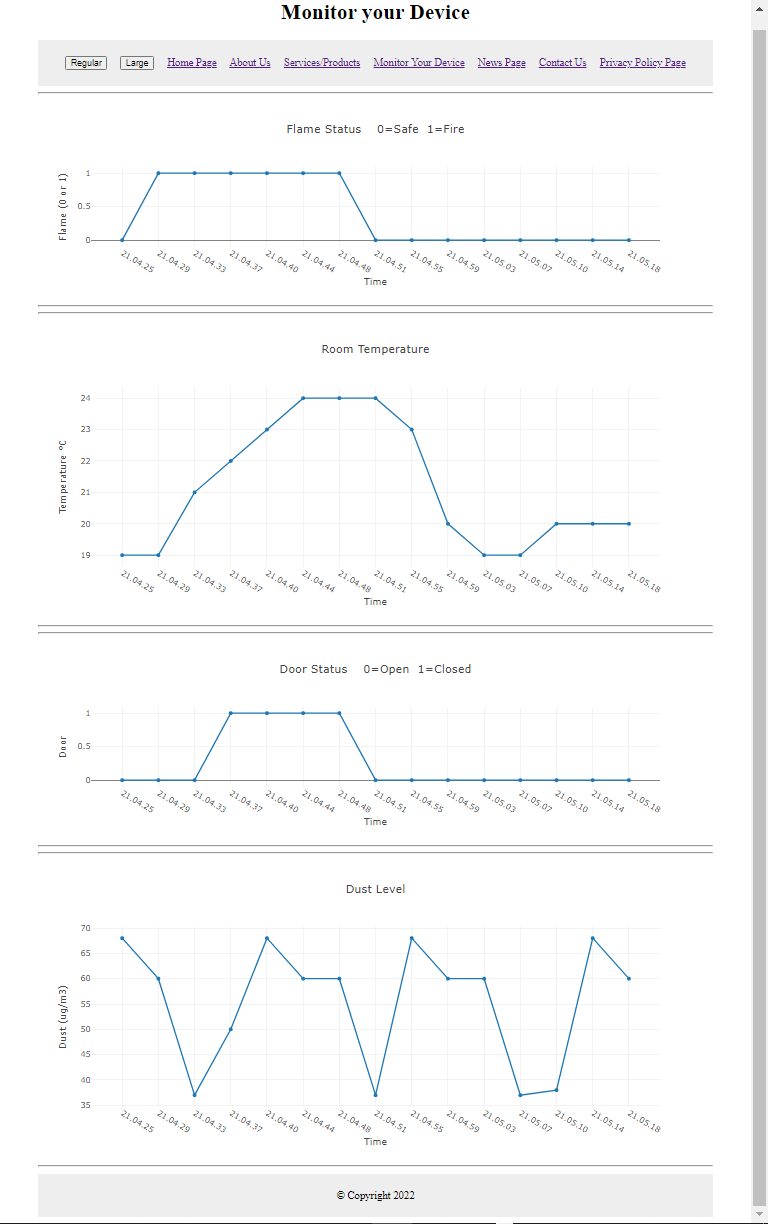 Monitor your Device
Regular Large Home Page About Us Services/Products Monitor Your Device News Page Contact Us Privacy Policy Page
Flame Status 0=Safe 1=Fire
Flame (0 or 1)
1
0.5
0
21.04.25 21.04.29 21.04.33 21.04.37 21.04.40 21.04.44 21.04.48 21.04.51 21.04.55 21.04.59 21.05.03 21.05.07 21.05.10 21.05.14 21.05.18
Time
Room Temperature
Temperature °C
24
23
22
21
20
19
21.04.25 21.04.29 21.04.33 21.04.37 21.04.40 21.04.44 21.04.48 21.04.51 21.04.55 21.04.59 21.05.03 21.05.07 21.05.10 21.05.14 21.05.18
Time
Door Status 0=Open 1=Closed
Door
1
0.5
0
21.04.25 21.04.29 21.04.33 21.04.37 21.04.40 21.04.44 21.04.48 21.04.51 21.04.55 21.04.59 21.05.03 21.05.07 21.05.10 21.05.14 21.05.18
Time
Dust Level
Dust (ug/m3)
70
65
60
55
50
45
40
35
21.04.25 21.04.29 21.04.33 21.04.37 21.04.40 21.04.44 21.04.48 21.04.51 21.04.55 21.04.59 21.05.03 21.05.07 21.05.10 21.05.14 21.05.18
Time
© Copyright 2022